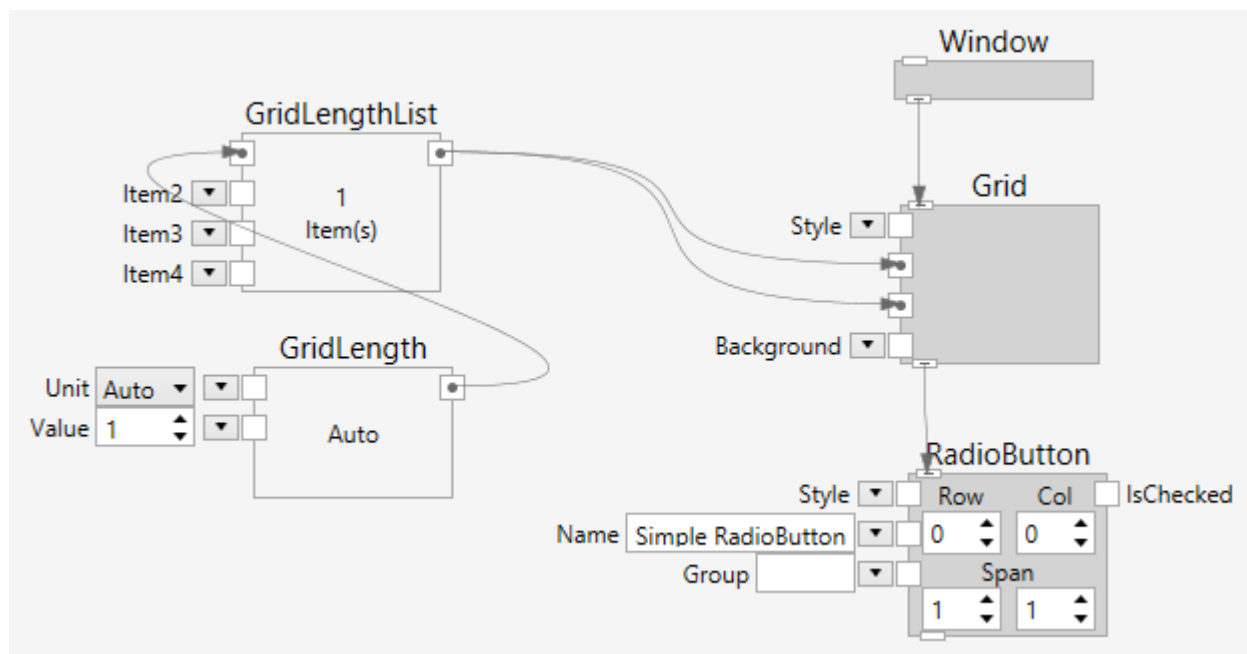 Window
GridLengthList
Item2
1
Item(s)
Item3
Item4
Grid
Style
Background
GridLength
Unit Auto
Value 1
Auto
RadioButton
Style
Row Col
IsChecked
Name Simple RadioButton
0 0
Group
Span
1 1